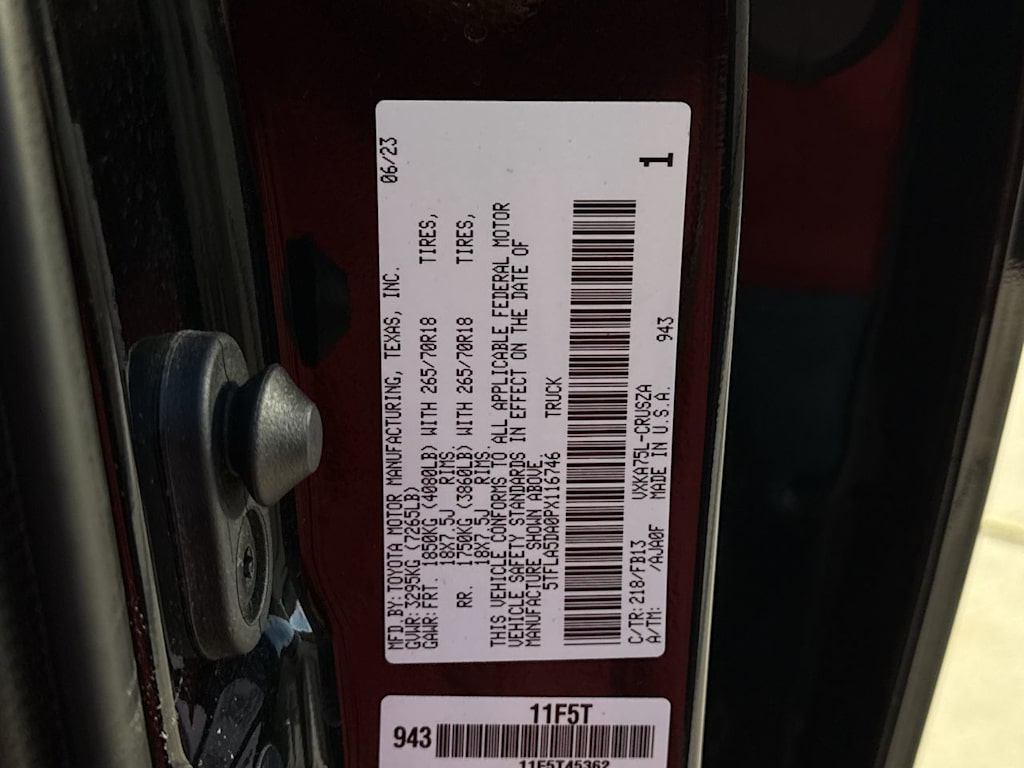 MFD.BY:TOYOTA MOTOR MANUFACTURING, TEXAS, INC. 06/23
GVWR:3295KG (7265LB)
GAWR:FRT. 1850KG (4080LB) WITH 265/70R18 TIRES,
18X7.5J RIMS.
RR. 1750KG (3860LB) WITH 265/70R18 TIRES,
18X7.5J RIMS.
THIS VEHICLE CONFORMS TO ALL APPLICABLE FEDERAL MOTOR
VEHICLE SAFETY STANDARDS IN EFFECT ON THE DATE OF
MANUFACTURE SHOWN ABOVE
5TFLA5DA0PX116746 TRUCK
C/TR:218/FB13 VXKA75L-CRUSZA 943
A/TM: /AJA0F MADE IN U.S.A.
1
11F5T
943
11F5T45362